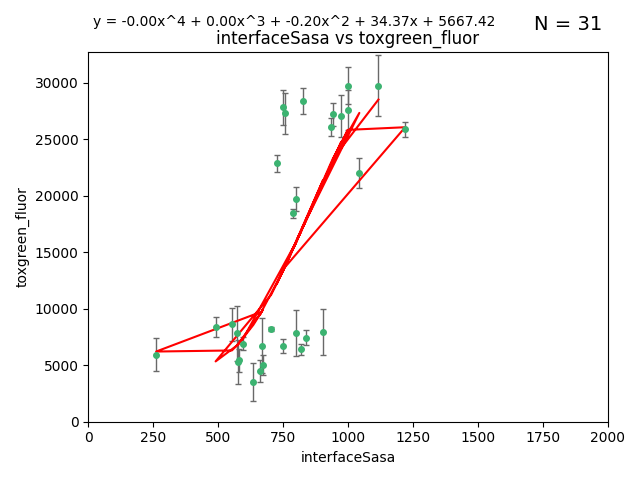 y = -0.00x^4 + 0.00x^3 + -0.20x^2 + 34.37x + 5667.42
N = 31
interfaceSasa vs toxgreen_fluor
30000
25000
20000
15000
10000
5000
0
toxgreen_fluor
0 250 500 750 1000 1250 1500 1750 2000
interfaceSasa